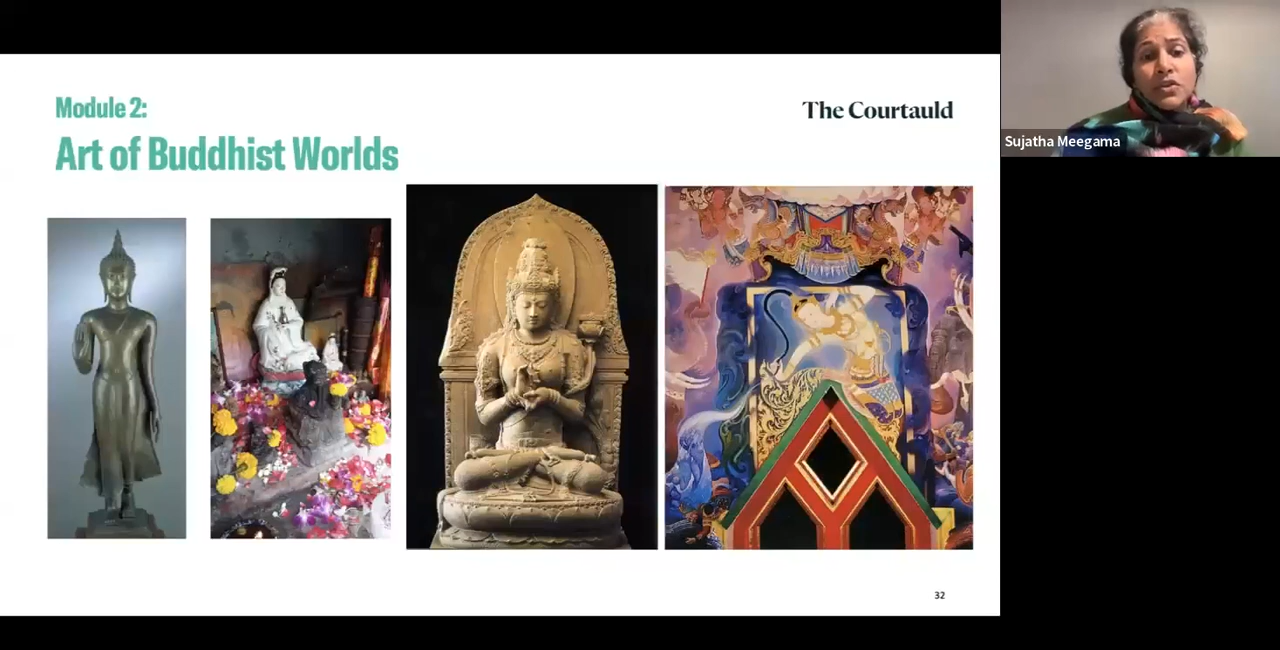 Module 2:
Art of Buddhist Worlds
The Courtauld
Sujatha Meegama
32